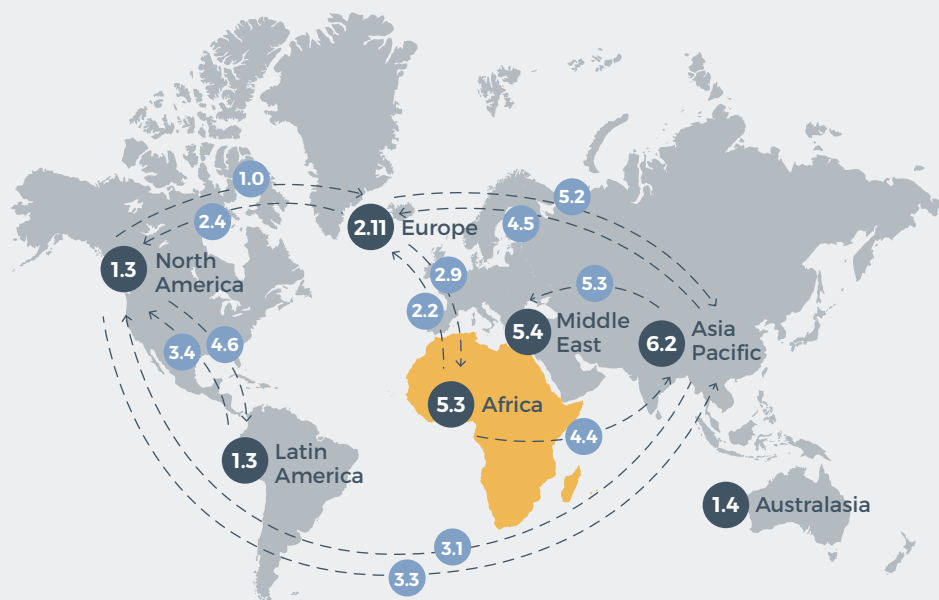 1.0
5.2
2.4
4.5
2.11 Europe
1.3
North
America
2.9
5.3
2.2
5.4
Middle
East
6.2
Asia
Pacific
3.4
4.6
5.3 Africa
4.4
1.3
Latin
America
1.4 Australasia
3.1
3.3